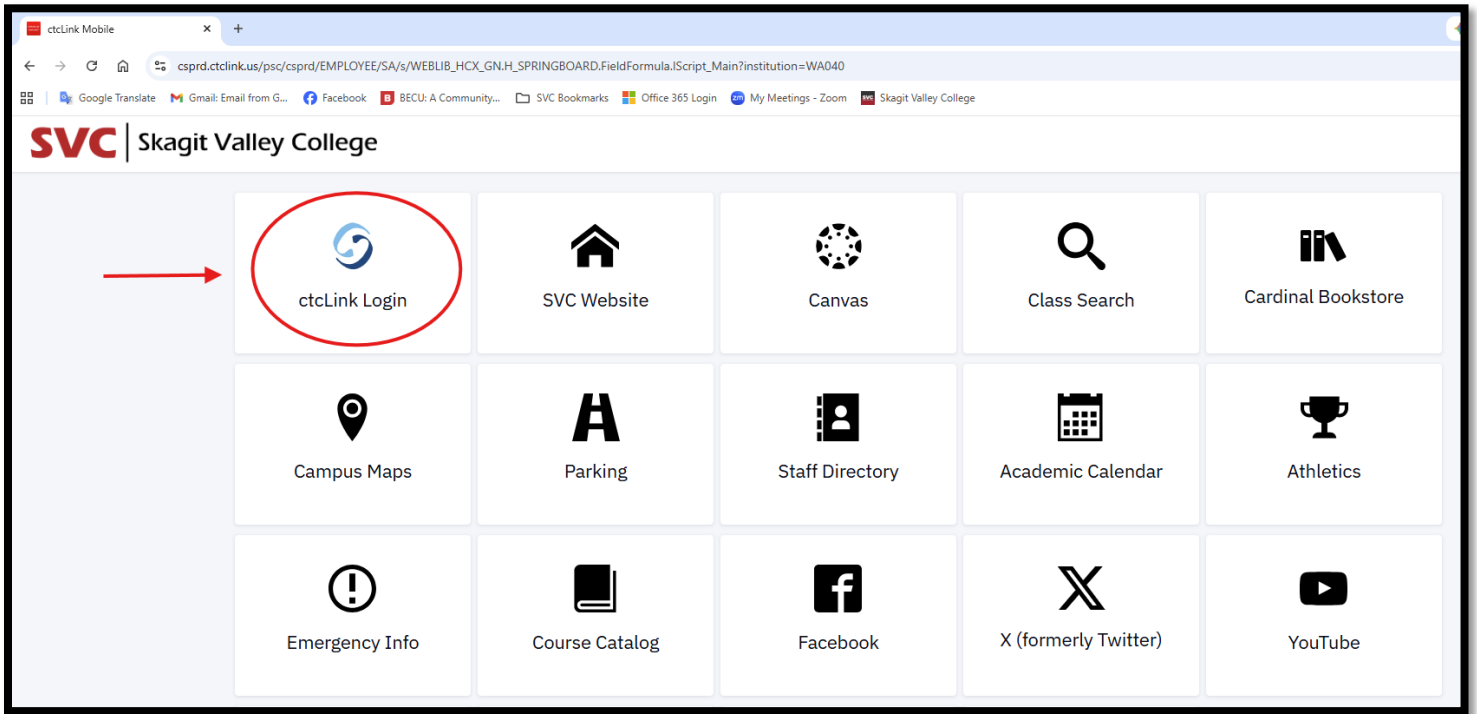 ctcLink Mobile
csprd.ctclink.us/psc/csprd/EMPLOYEE/SA/s/WEBLIB_HCX_GN.H_SPRINGBOARD.FieldFormula.IScript_Main?institution=WA040
Google Translate Gmail: Email from G... Facebook BECU: A Community... SVC Bookmarks Office 365 Login My Meetings - Zoom Skagit Valley College
SVC Skagit Valley College
ctcLink Login SVC Website Canvas Class Search Cardinal Bookstore
Campus Maps Parking Staff Directory Academic Calendar Athletics
Emergency Info Course Catalog Facebook X (formerly Twitter) YouTube